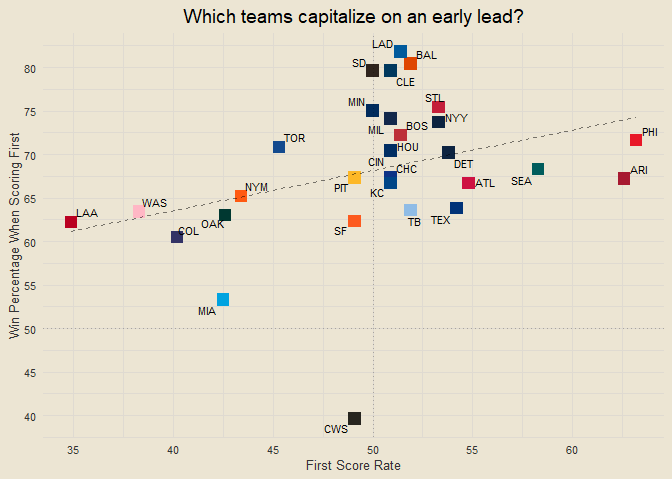 Which teams capitalize on an early lead?
LAD
BAL
SD
80
CLE
MIN
STL
75
NYY
MIL
BOS
TOR
PHI
HOU
70
DET
CIN
CHC
ARI
ATL
SEA
PIT
NYM
KC
65
WAS
LAA
OAK
TB
TEX
COL
SF
60
55
MIA
50
45
40
CWS
Win Percentage When Scoring First
35 40 45 50 55 60
First Score Rate